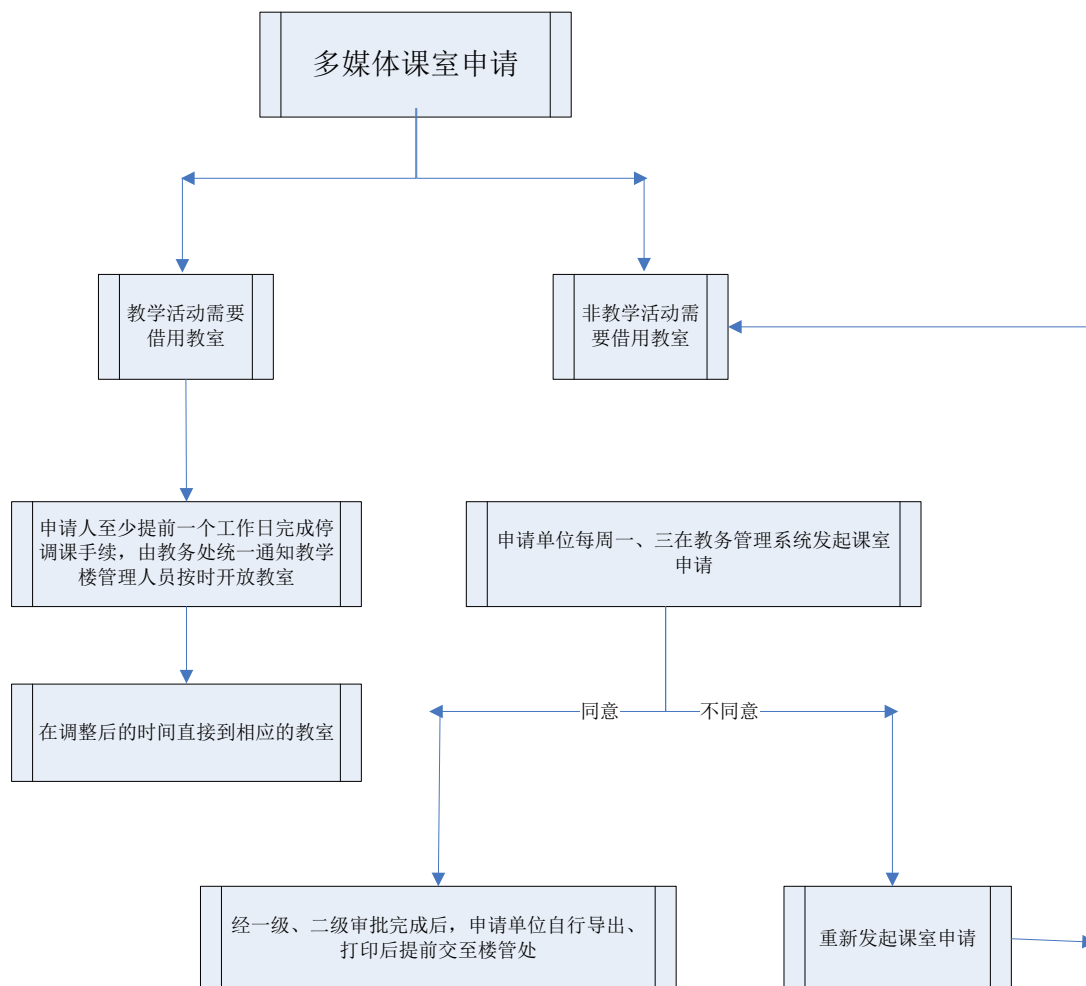 多媒体课室申请
教学活动需要
借用教室
非教学活动需
要借用教室
申请人至少提前一个工作日完成停
调课手续，由教务处统一通知教学
楼管理人员按时开放教室
申请单位每周一、三在教务管理系统发起课室
申请
在调整后的时间直接到相应的教室
同意
不同意
经一级、二级审批完成后，申请单位自行导出、
打印后提前交至楼管处
重新发起课室申请